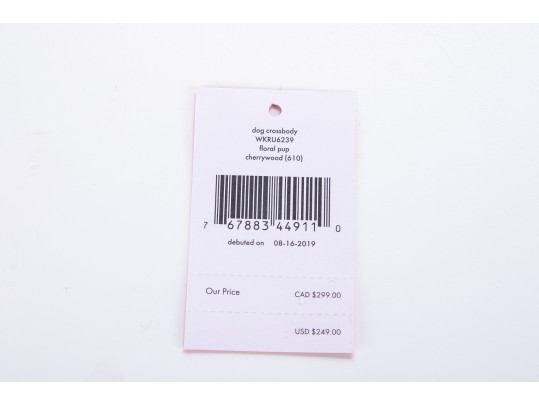 dog crossbody
WKRU6239
floral pup
cherrywood (610)
7 67883 44911 0
debuted on 08-16-2019
Our Price CAD $299.00
USD $249.00